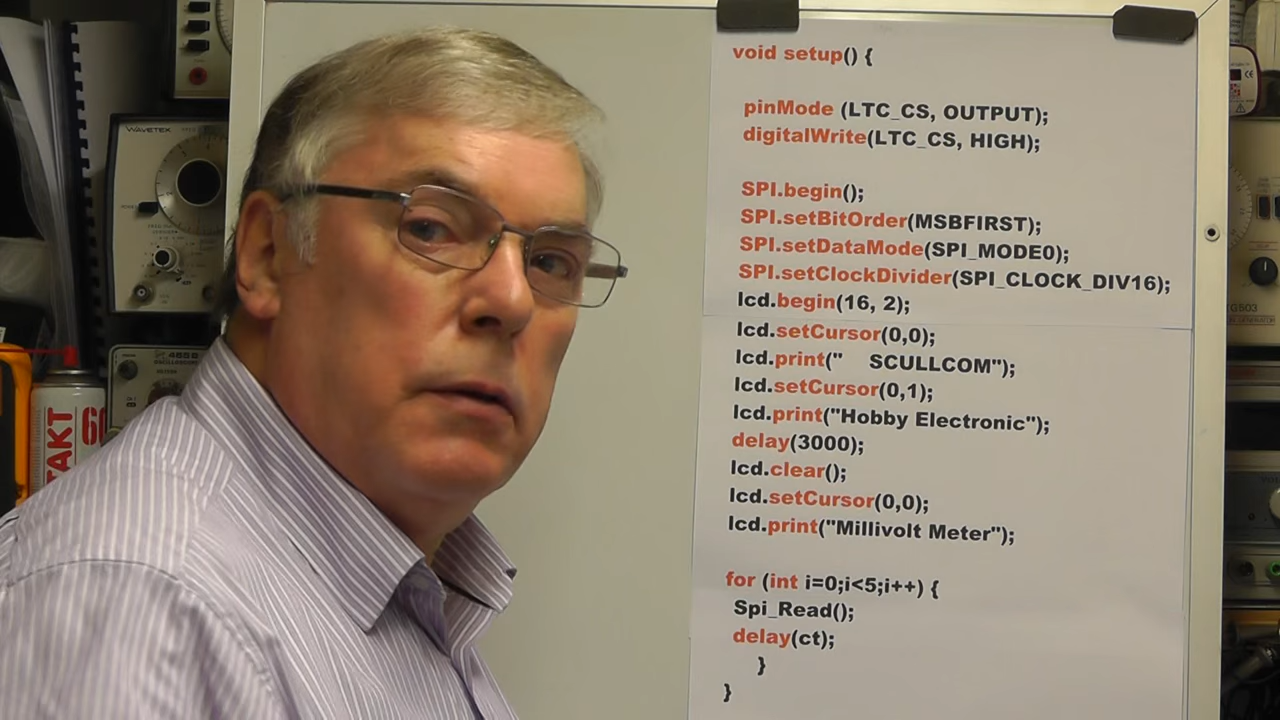 void setup() {
pinMode (LTC_CS, OUTPUT);
digitalWrite(LTC_CS, HIGH);
SPI.begin();
SPI.setBitOrder(MSBFIRST);
SPI.setDataMode(SPI_MODE0);
SPI.setClockDivider(SPI_CLOCK_DIV16);
lcd.begin(16, 2);
lcd.setCursor(0,0);
lcd.print("    SCULLCOM");
lcd.setCursor(0,1);
lcd.print("Hobby Electronic");
delay(3000);
lcd.clear();
lcd.setCursor(0,0);
lcd.print("Millivolt Meter");
for (int i=0;i<5;i++) {
Spi_Read();
delay(ct);
}
}
WAVETEK
TAKT
60